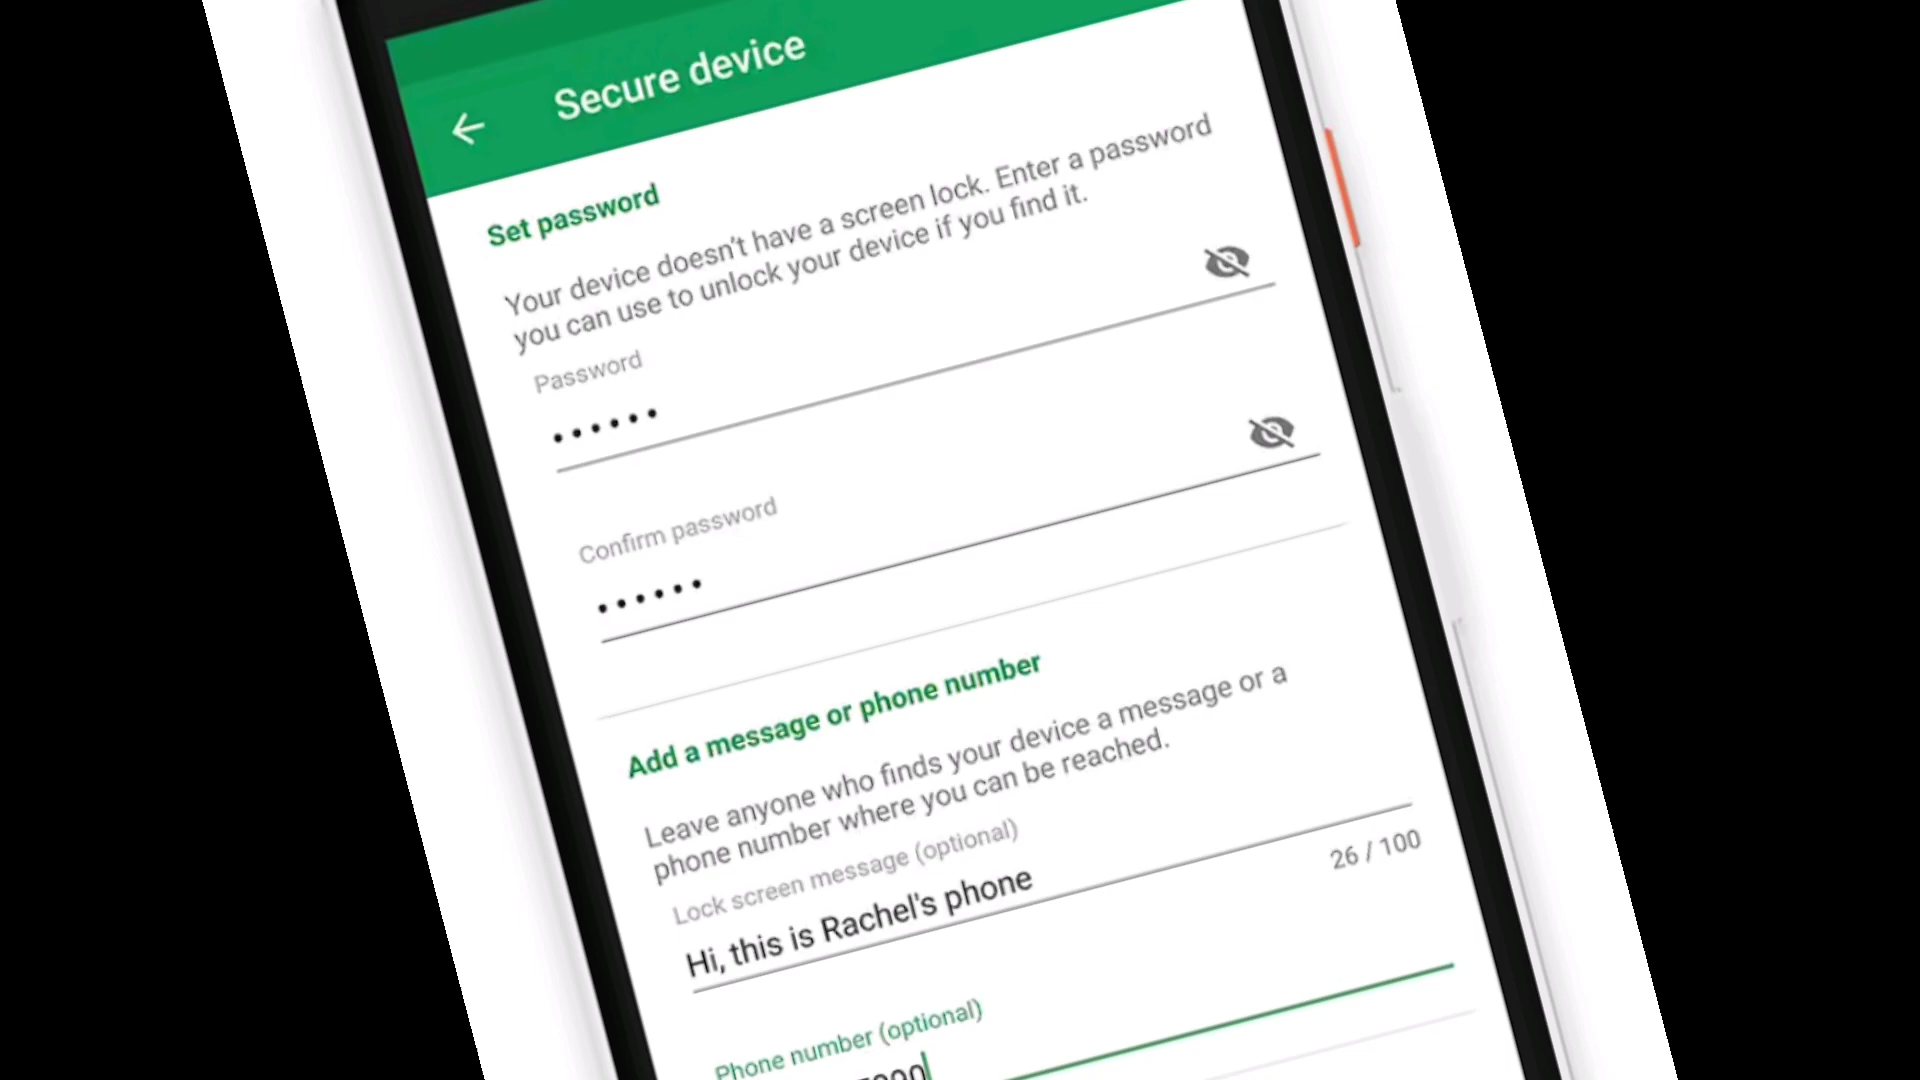 Secure device
Set password
Your device doesn't have a screen lock. Enter a password
you can use to unlock your device if you find it.
Password
••••••
Confirm password
••••••
Add a message or phone number
Leave anyone who finds your device a message or a
phone number where you can be reached.
Lock screen message (optional)
Hi, this is Rachel's phone
26 / 100
Phone number (optional)